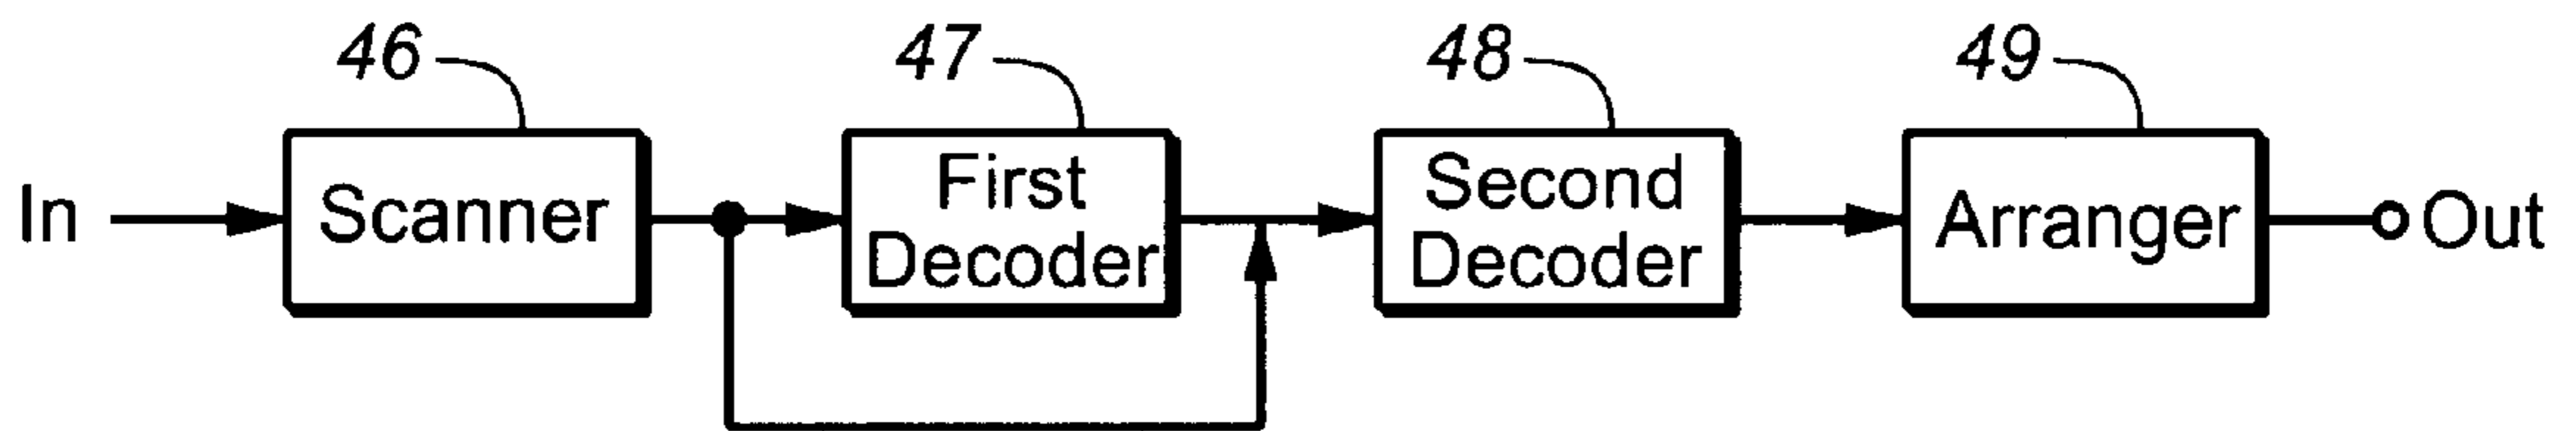 46
47
48
49
In
Scanner
First
Decoder
Second
Decoder
Arranger
Out